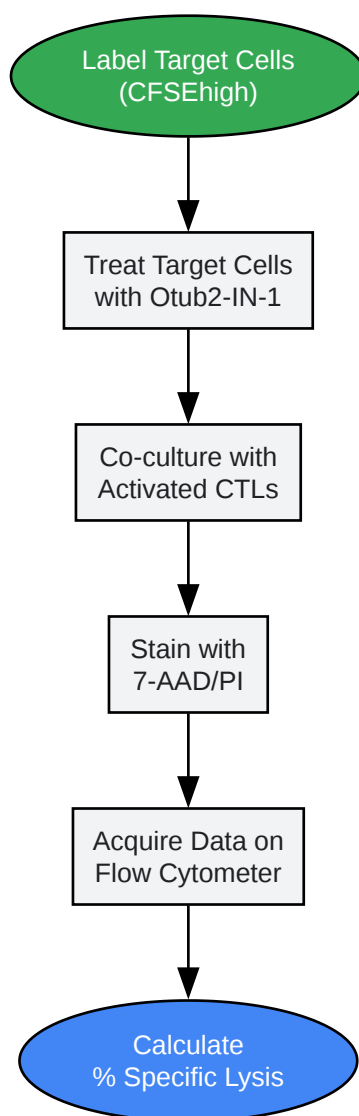 Label Target Cells
(CFSEhigh)
Treat Target Cells
with Otub2-IN-1
Co-culture with
Activated CTLs
Stain with
7-AAD/PI
Acquire Data on
Flow Cytometer
Calculate
% Specific Lysis